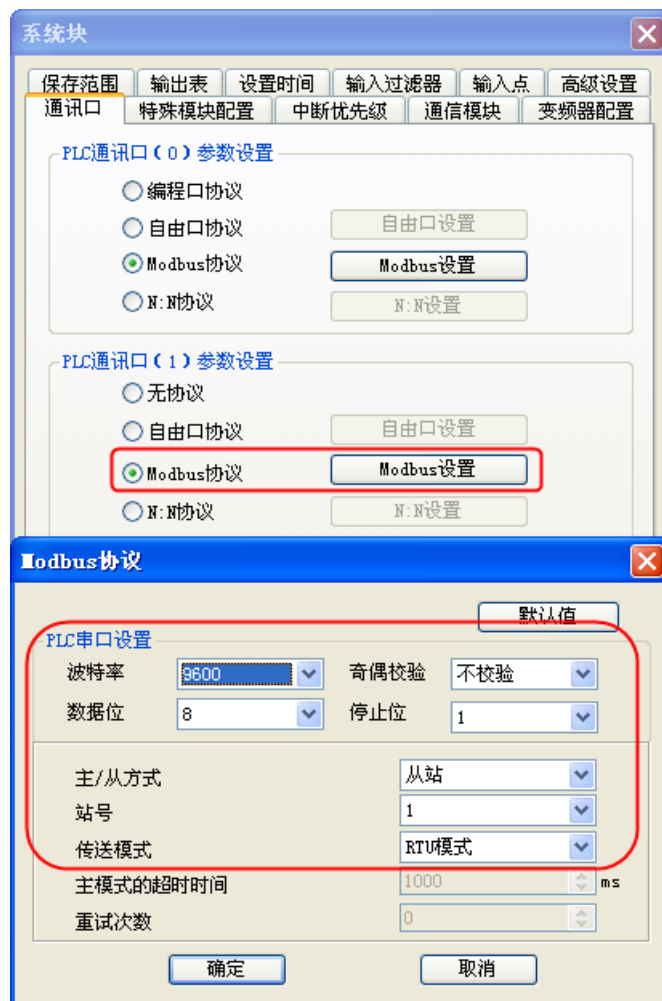 系统块
保存范围 输出表 设置时间 输入过滤器 输入点 高级设置
通讯口 特殊模块配置 中断优先级 通信模块 变频器配置
PLC通讯口(0)参数设置
编程口协议
自由口协议 自由口设置
Modbus协议 Modbus设置
N:N协议 N:N设置
PLC通讯口(1)参数设置
无协议
自由口协议 自由口设置
Modbus协议 Modbus设置
N:N协议 N:N设置
Modbus协议
默认值
PLC串口设置
波特率 9600 奇偶校验 不校验
数据位 8 停止位 1
主/从方式 从站
站号 1
传送模式 RTU模式
主模式的超时时间 1000 ms
重试次数 0
确定 取消